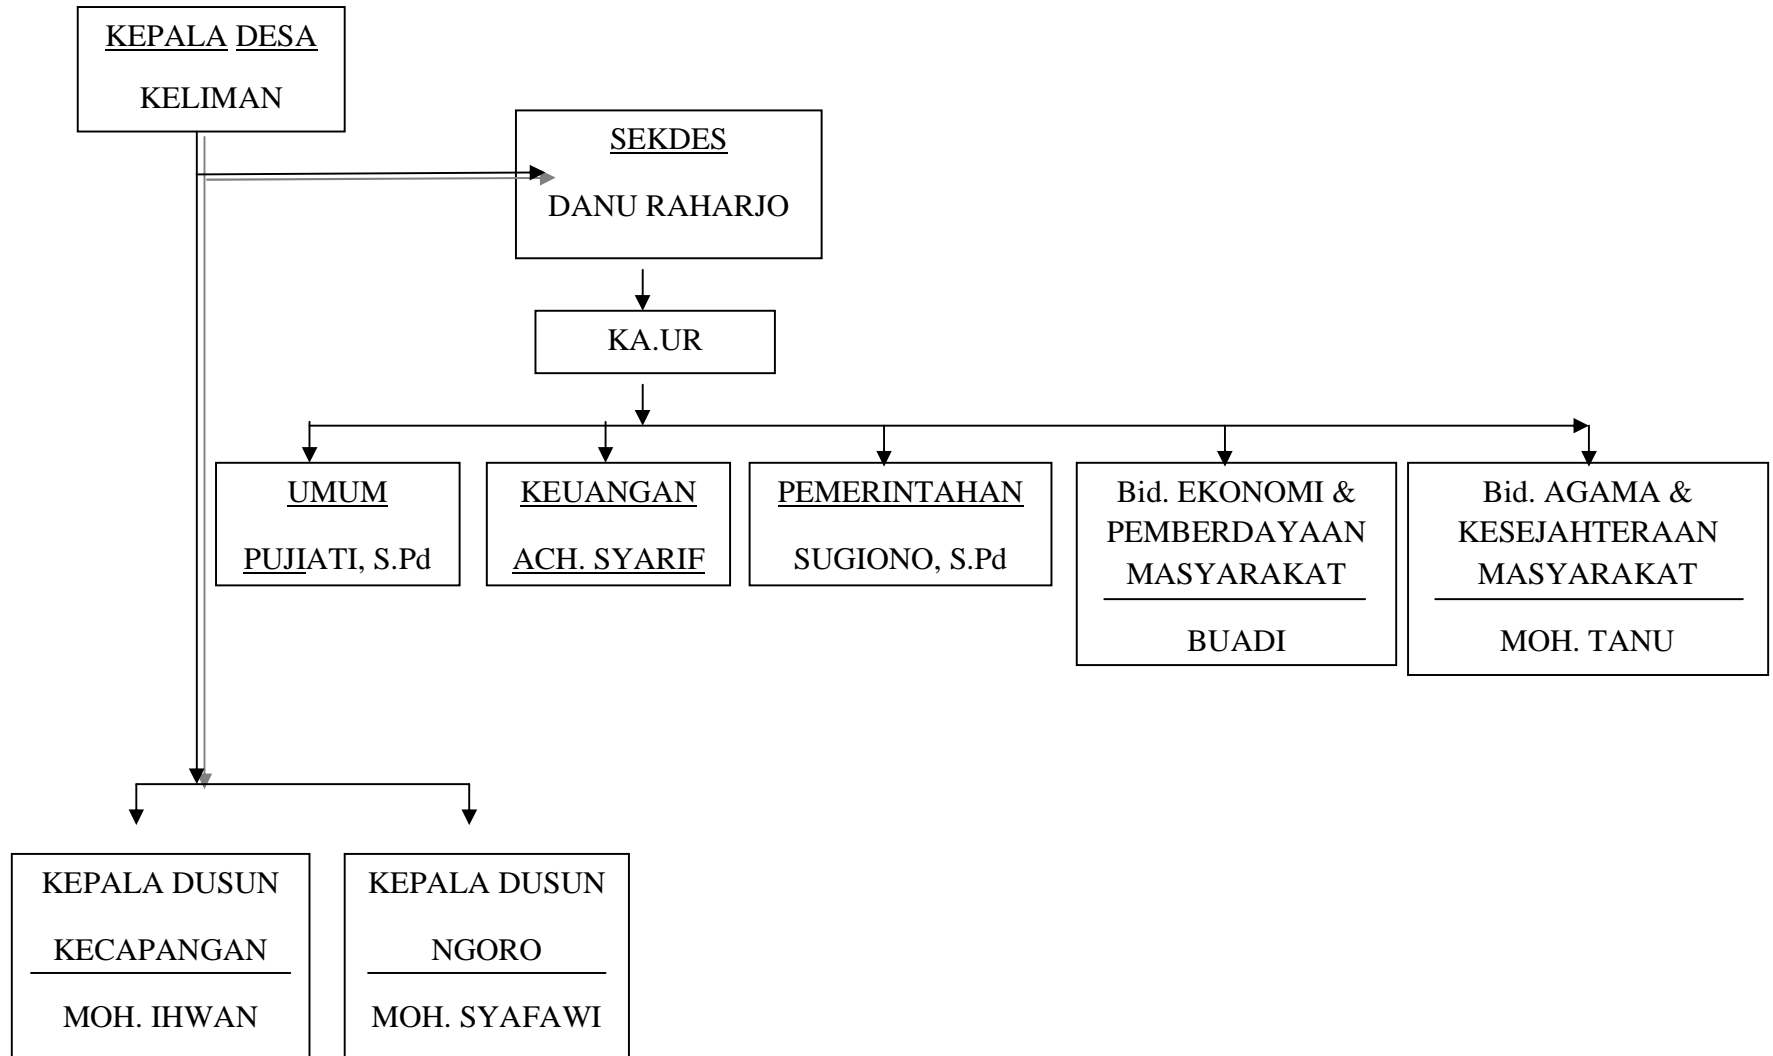 KEPALA DESA
KELIMAN
SEKDES
DANU RAHARJO
KA.UR
UMUM
PUJIATI, S.Pd
KEUANGAN
ACH. SYARIF
PEMERINTAHAN
SUGIONO, S.Pd
Bid. EKONOMI &
PEMBERDAYAAN
MASYARAKAT
BUADI
Bid. AGAMA &
KESEJAHTERAAN
MASYARAKAT
MOH. TANU
KEPALA DUSUN
KECAPANGAN
MOH. IHWAN
KEPALA DUSUN
NGORO
MOH. SYAFAWI